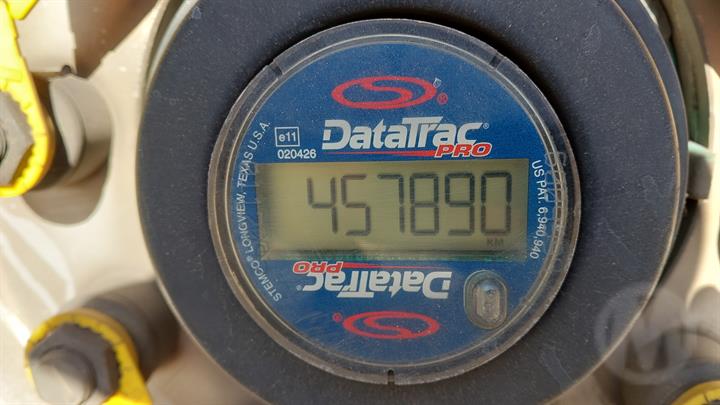 e11
020426
DataTrac®
PRO
STEMCO® LONGVIEW, TEXAS U.S.A.
US PAT. 6,940,940
457890
KM
DataTrac
PRO